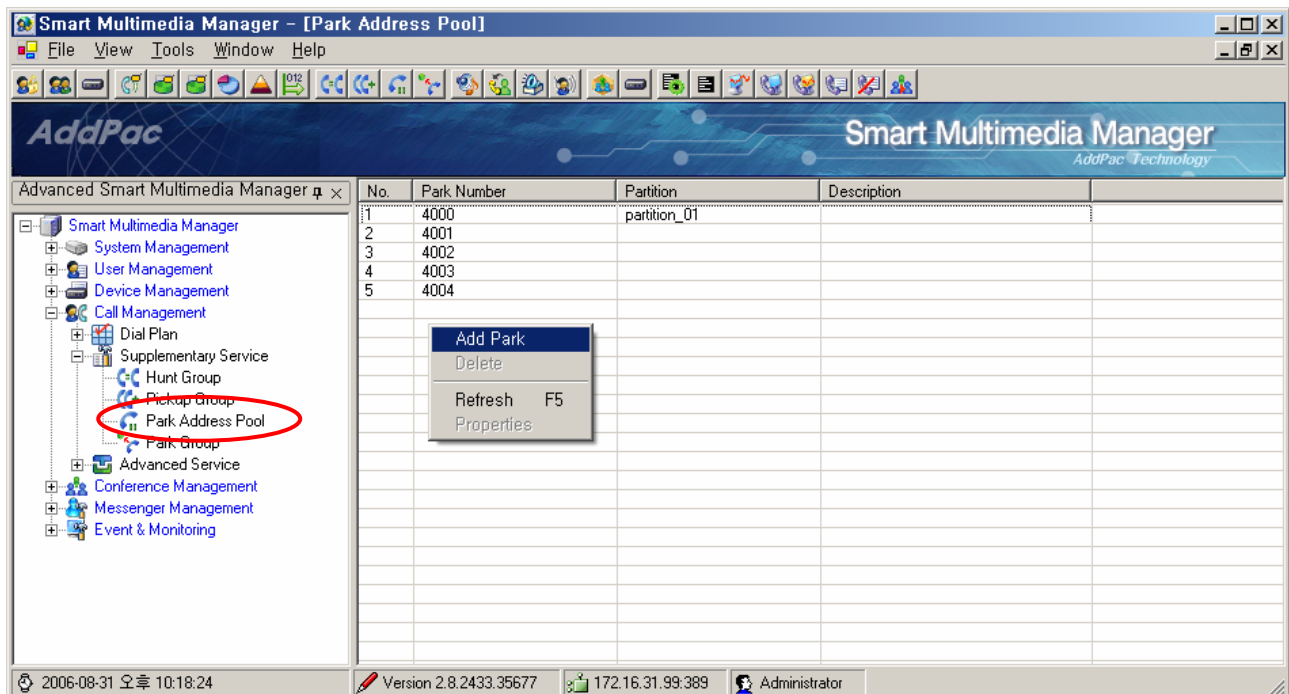 Smart Multimedia Manager - [Park Address Pool]
File View Tools Window Help
AddPac
Smart Multimedia Manager
AddPac Technology
Advanced Smart Multimedia Manager
Smart Multimedia Manager
System Management
User Management
Device Management
Call Management
Dial Plan
Supplementary Service
Hunt Group
Pickup Group
Park Address Pool
Park Group
Advanced Service
Conference Management
Messenger Management
Event & Monitoring
No. Park Number Partition Description
1 4000 partition_01
2 4001
3 4002
4 4003
5 4004
Add Park
Delete
Refresh F5
Properties
2006-08-31 오후 10:18:24 Version 2.8.2433.35677 172.16.31.99:389 Administrator